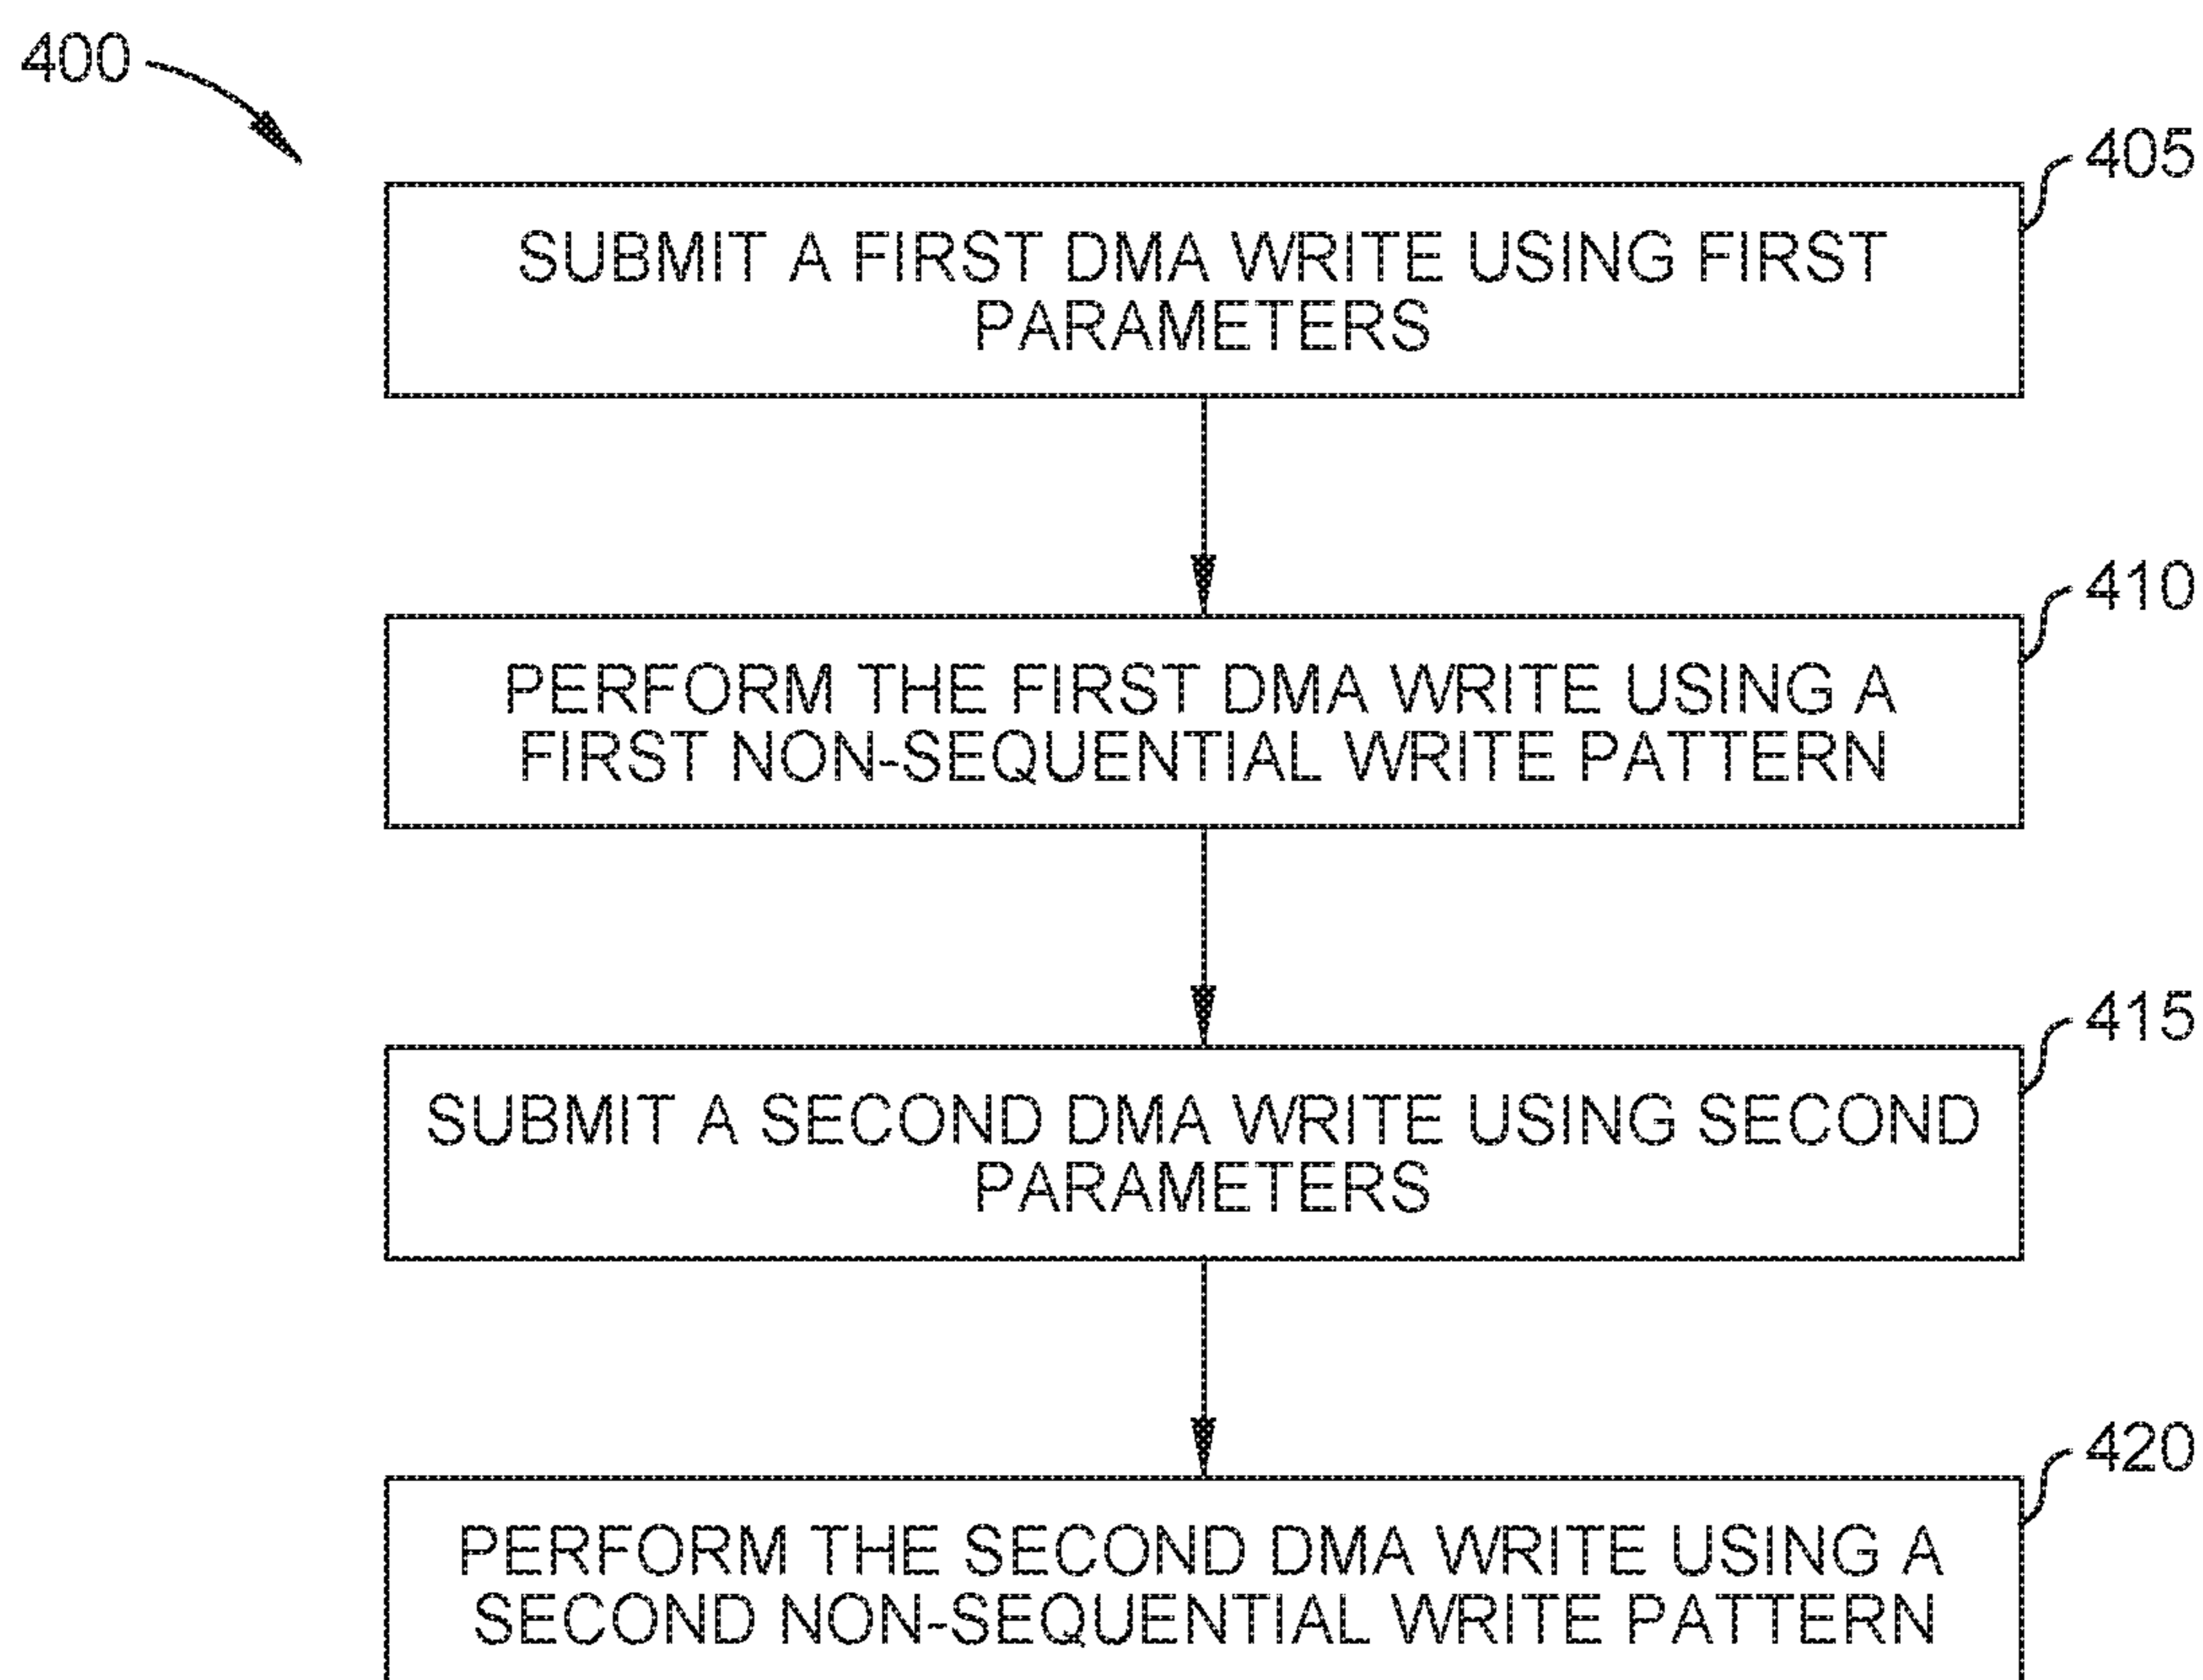 400
405
SUBMIT A FIRST DMA WRITE USING FIRST
PARAMETERS
410
PERFORM THE FIRST DMA WRITE USING A
FIRST NON-SEQUENTIAL WRITE PATTERN
415
SUBMIT A SECOND DMA WRITE USING SECOND
PARAMETERS
420
PERFORM THE SECOND DMA WRITE USING A
SECOND NON-SEQUENTIAL WRITE PATTERN